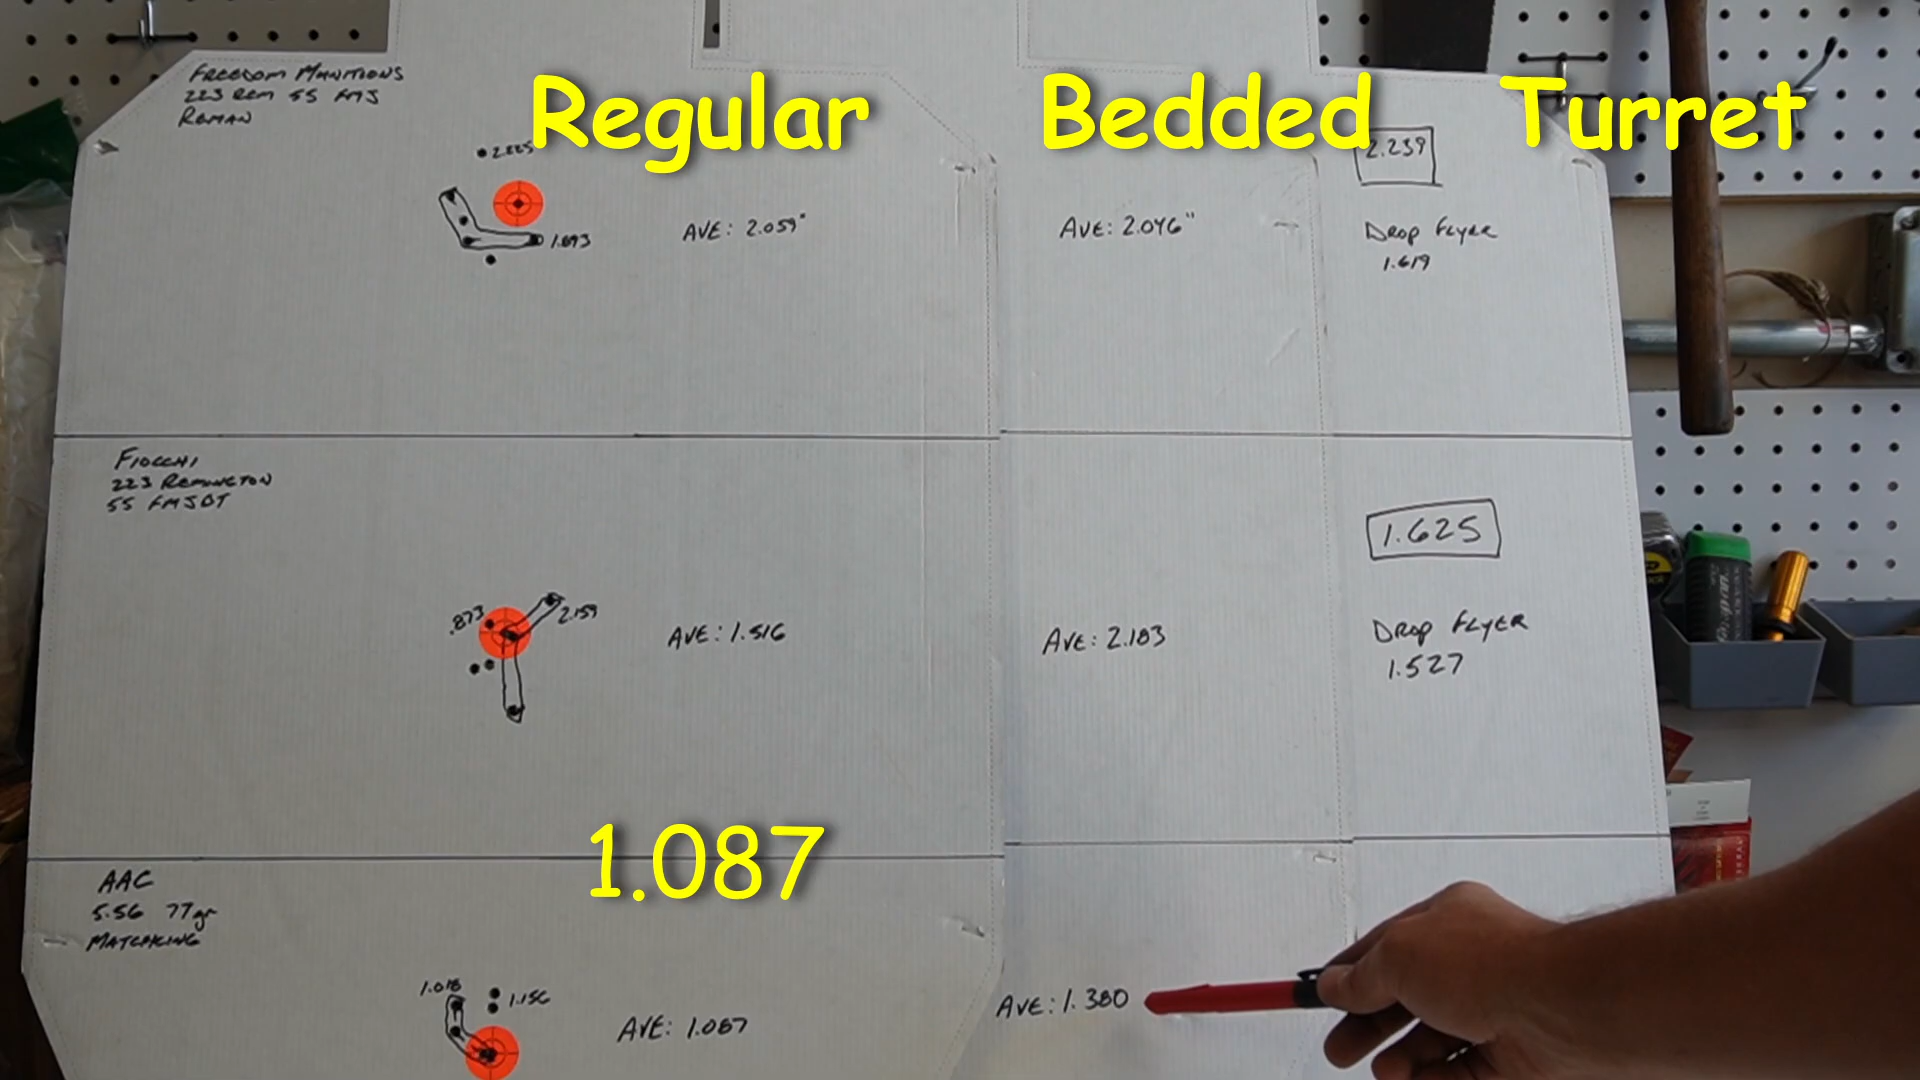 Regular Bedded Turret
FREEDOM MUNITIONS
223 REM 55 FMJ
REMAN
2.225
1.893
AVE: 2.059"
AVE: 2.046"
2.239
DROP FLYER
1.619
FIOCCHI
223 REMINGTON
55 FMJBT
.873
2.159
AVE: 1.516
AVE: 2.183
1.625
DROP FLYER
1.527
1.087
AAC
5.56 77gr
MATCHKING
1.018
1.156
AVE: 1.087
AVE: 1.380